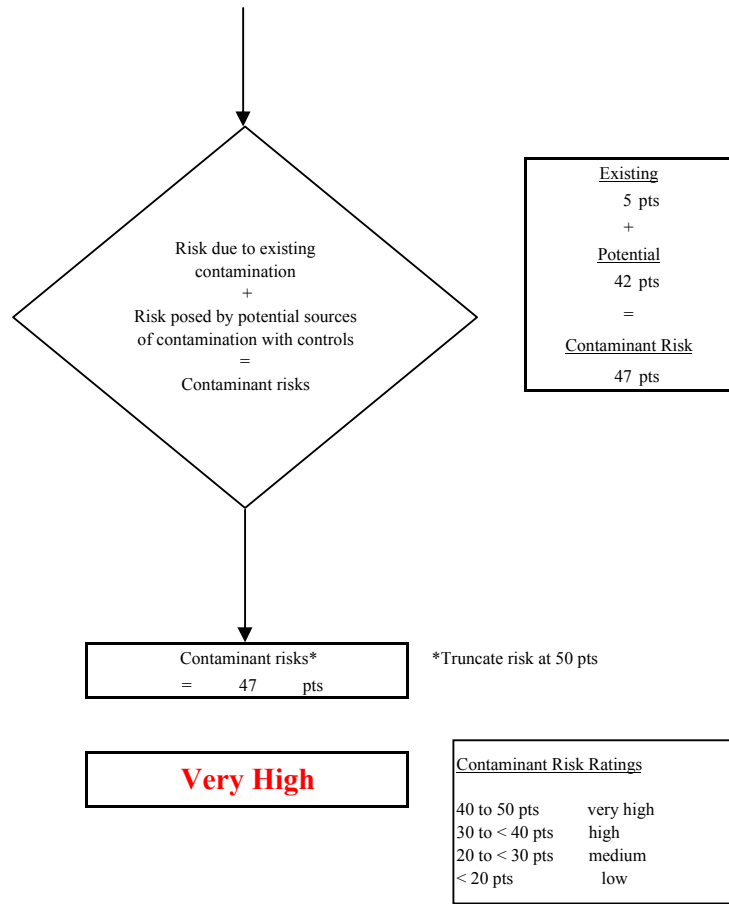 Risk due to existing
contamination
+
Risk posed by potential sources
of contamination with controls
=
Contaminant risks
Existing
5 pts
+
Potential
42 pts
=
Contaminant Risk
47 pts
Contaminant risks*
= 47 pts
*Truncate risk at 50 pts
Very High
Contaminant Risk Ratings
40 to 50 pts very high
30 to < 40 pts high
20 to < 30 pts medium
< 20 pts low